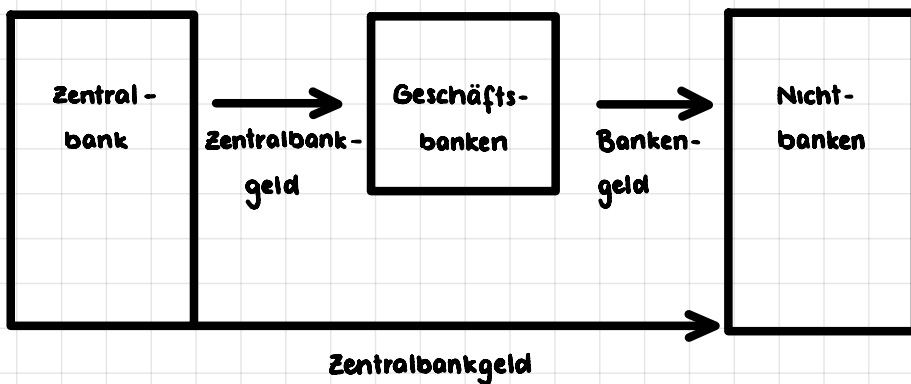 Zentral-
bank
Zentralbank-
geld
Geschäfts-
banken
Banken-
geld
Nicht-
banken
Zentralbankgeld